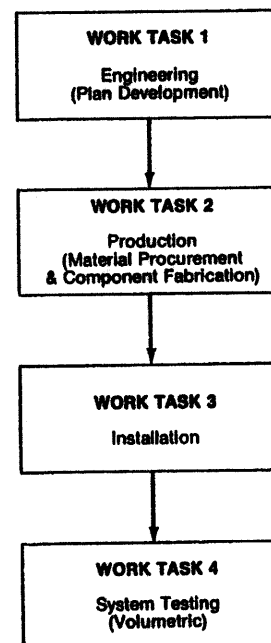 WORK TASK 1
Engineering
(Plan Development)
WORK TASK 2
Production
(Material Procurement
& Component Fabrication)
WORK TASK 3
Installation
WORK TASK 4
System Testing
(Volumetric)